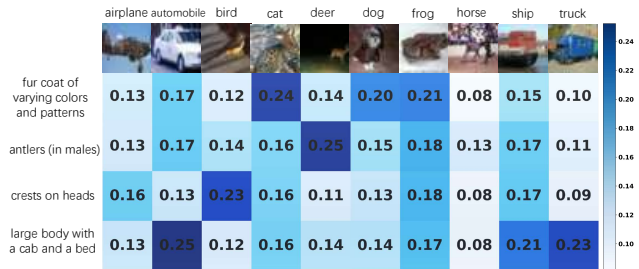 airplane automobile bird cat deer dog frog horse ship truck
fur coat of
varying colors
and patterns
0.13 0.17 0.12 0.24 0.14 0.20 0.21 0.08 0.15 0.10
antlers (in males)
0.13 0.17 0.14 0.16 0.25 0.15 0.18 0.13 0.17 0.11
crests on heads
0.16 0.13 0.23 0.16 0.11 0.13 0.18 0.08 0.17 0.09
large body with
a cab and a bed
0.13 0.25 0.12 0.16 0.14 0.14 0.17 0.08 0.21 0.23
0.24
0.22
0.20
0.18
0.16
0.14
0.12
0.10